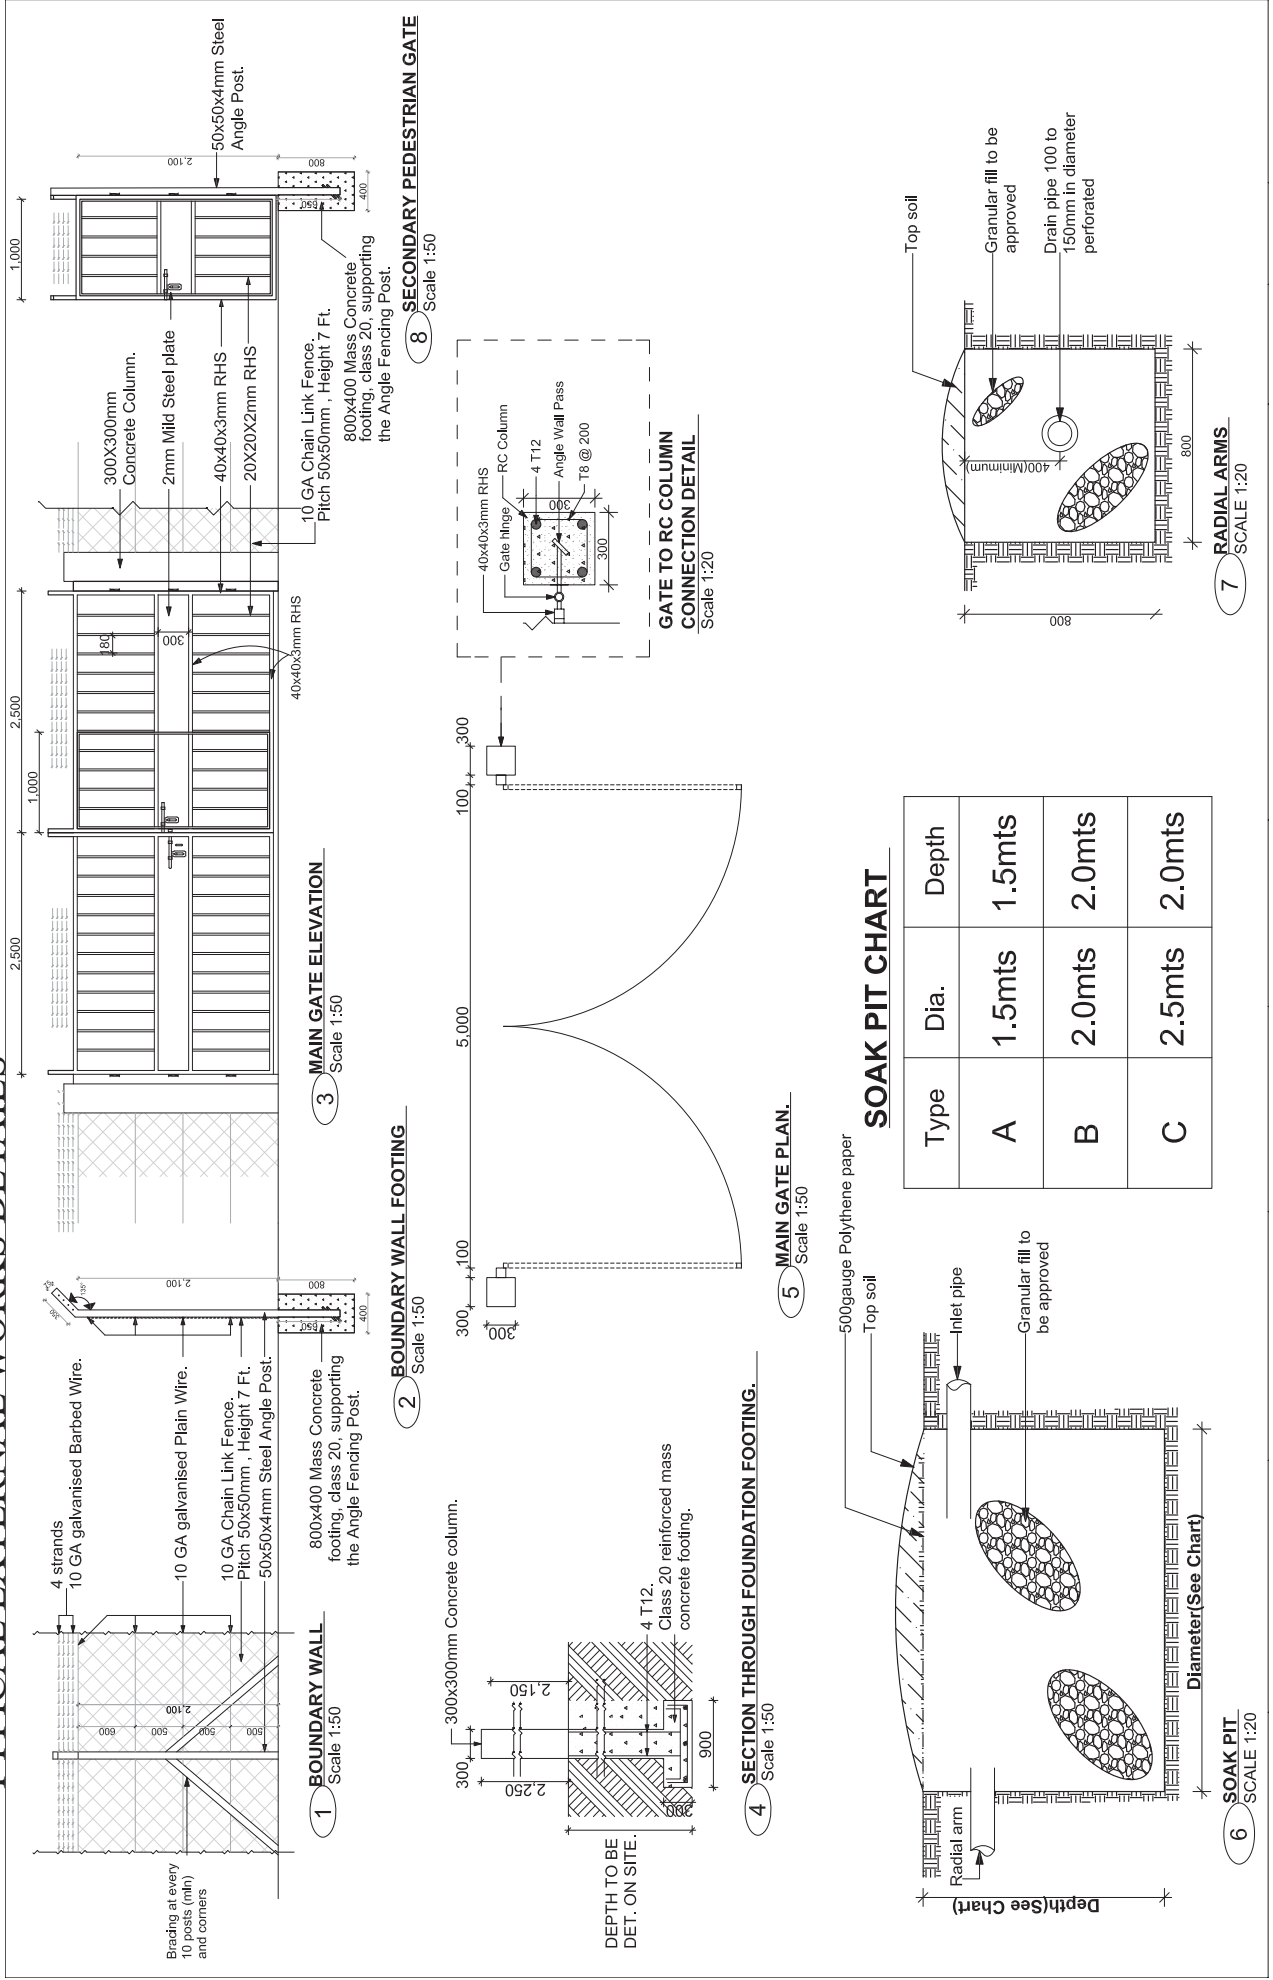 TYPICAL EXTERNAL WORKS DETAILS
4 strands
10 GA galvanised Barbed Wire.
10 GA galvanised Plain Wire.
10 GA Chain Link Fence.
Pitch 50x50mm , Height 7 Ft.
50x50x4mm Steel Angle Post.
Bracing at every
10 posts (min)
and corners
600
500
500
500
2,100
1
BOUNDARY WALL
Scale 1:50
350
135°
2,100
800
650
400
800x400 Mass Concrete
footing, class 20, supporting
the Angle Fencing Post.
2
BOUNDARY WALL FOOTING
Scale 1:50
2,500
2,500
1,000
180
300
40x40x3mm RHS
300X300mm
Concrete Column.
2mm Mild Steel plate
40x40x3mm RHS
20X20X2mm RHS
10 GA Chain Link Fence.
Pitch 50x50mm , Height 7 Ft.
3
MAIN GATE ELEVATION
Scale 1:50
1,000
2,100
800
650
400
50x50x4mm Steel
Angle Post.
800x400 Mass Concrete
footing, class 20, supporting
the Angle Fencing Post.
8
SECONDARY PEDESTRIAN GATE
Scale 1:50
300
300x300mm Concrete column.
2,250
2,150
4 T12.
Class 20 reinforced mass
concrete footing.
DEPTH TO BE
DET. ON SITE.
300
900
4
SECTION THROUGH FOUNDATION FOOTING.
Scale 1:50
300
100
5,000
100
300
300
5
MAIN GATE PLAN.
Scale 1:50
40x40x3mm RHS
Gate hinge
RC Column
4 T12
Angle Wall Pass
T8 @ 200
300
300
GATE TO RC COLUMN
CONNECTION DETAIL
Scale 1:20
500gauge Polythene paper
Top soil
Inlet pipe
Granular fill to
be approved
Radial arm
Depth(See Chart)
Diameter(See Chart)
6
SOAK PIT
SCALE 1:20
SOAK PIT CHART
Type Dia. Depth
A 1.5mts 1.5mts
B 2.0mts 2.0mts
C 2.5mts 2.0mts
Top soil
Granular fill to be
approved
Drain pipe 100 to
150mm in diameter
perforated
400(Minimum)
800
800
7
RADIAL ARMS
SCALE 1:20